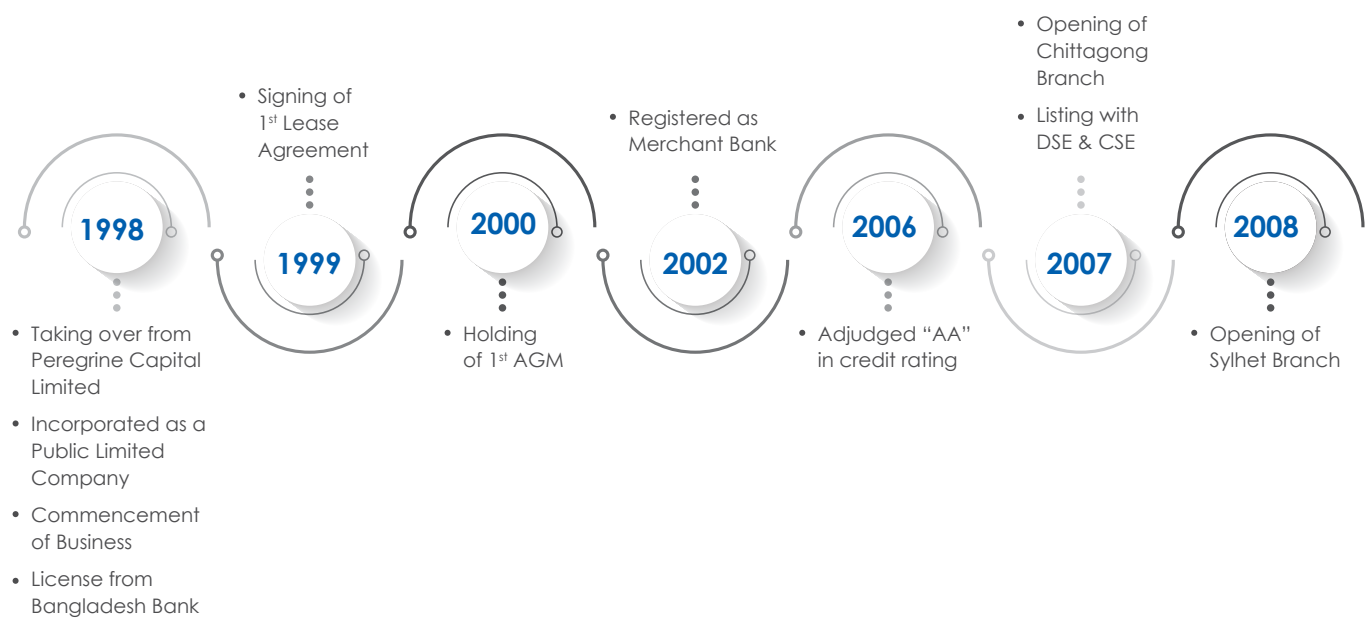 1998
• Taking over from
Peregrine Capital
Limited
• Incorporated as a
Public Limited
Company
• Commencement
of Business
• License from
Bangladesh Bank
• Signing of
1st Lease
Agreement
1999
2000
• Holding
of 1st AGM
• Registered as
Merchant Bank
2002
2006
• Adjudged “AA”
in credit rating
• Opening of
Chittagong
Branch
• Listing with
DSE & CSE
2007
2008
• Opening of
Sylhet Branch